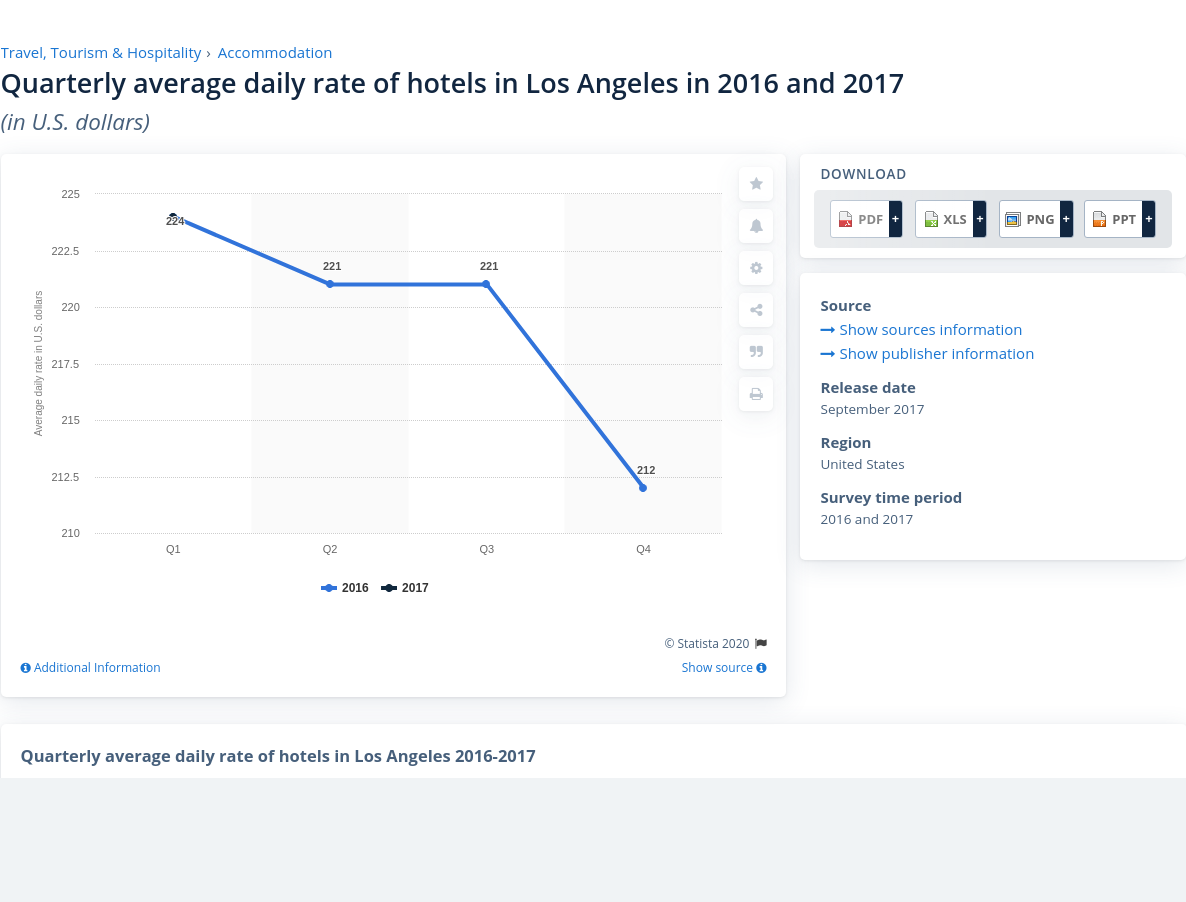 Travel, Tourism & Hospitality › Accommodation
Quarterly average daily rate of hotels in Los Angeles in 2016 and 2017
(in U.S. dollars)
225
222.5
220
217.5
215
212.5
210
Average daily rate in U.S. dollars
224
221
221
212
Q1 Q2 Q3 Q4
2016 2017
© Statista 2020
Additional Information
Show source
DOWNLOAD
PDF + XLS + PNG + PPT +
Source
Show sources information
Show publisher information
Release date
September 2017
Region
United States
Survey time period
2016 and 2017
Quarterly average daily rate of hotels in Los Angeles 2016-2017